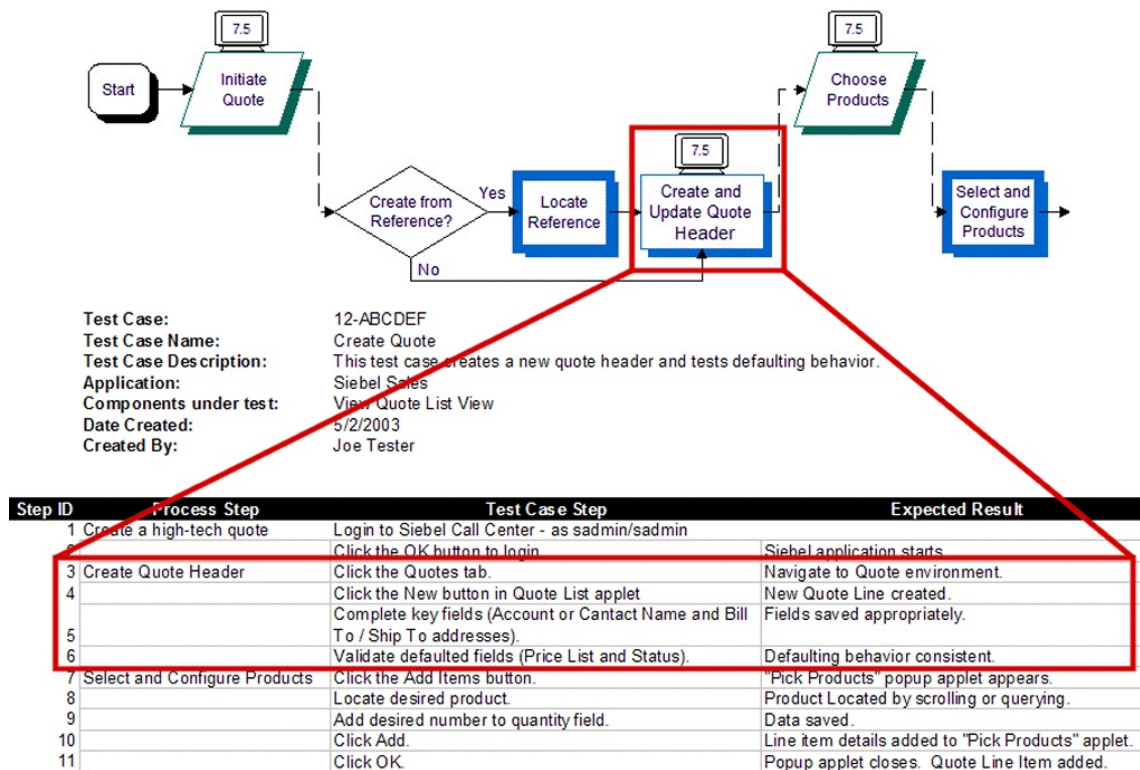 7.5
7.5
Start
Initiate
Quote
Choose
Products
7.5
Create from
Reference?
Yes
Locate
Reference
Create and
Update Quote
Header
Select and
Configure
Products
No
Test Case: 12-ABCDEF
Test Case Name: Create Quote
Test Case Description: This test case creates a new quote header and tests defaulting behavior.
Application: Siebel Sales
Components under test: View Quote List View
Date Created: 5/2/2003
Created By: Joe Tester
Step ID Process Step Test Case Step Expected Result
1 Create a high-tech quote Login to Siebel Call Center - as sadmin/sadmin
2 Click the OK button to login Siebel application starts
3 Create Quote Header Click the Quotes tab. Navigate to Quote environment.
4 Click the New button in Quote List applet New Quote Line created.
Complete key fields (Account or Cantact Name and Bill Fields saved appropriately.
5 To / Ship To addresses).
6 Validate defaulted fields (Price List and Status). Defaulting behavior consistent.
7 Select and Configure Products Click the Add Items button. "Pick Products" popup applet appears.
8 Locate desired product. Product Located by scrolling or querying.
9 Add desired number to quantity field. Data saved.
10 Click Add. Line item details added to "Pick Products" applet.
11 Click OK. Popup applet closes. Quote Line Item added.